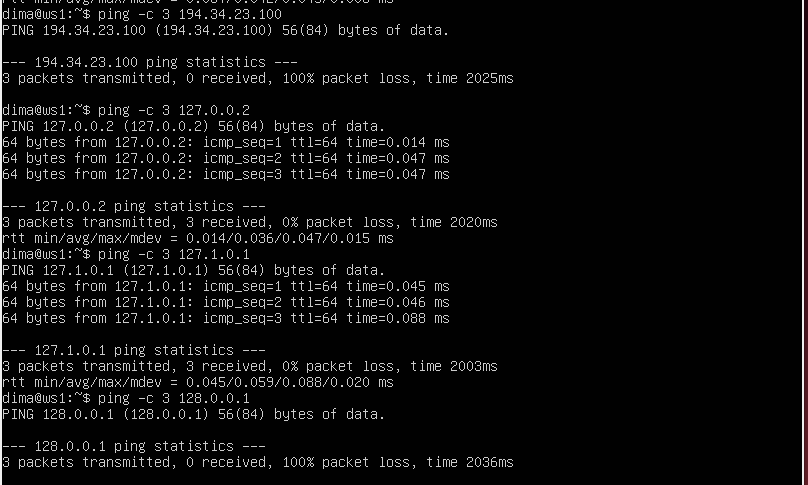 rtt min/avg/max/mdev = 0.031/0.042/0.043/0.008 ms
dima@ws1:~$ ping -c 3 194.34.23.100
PING 194.34.23.100 (194.34.23.100) 56(84) bytes of data.
--- 194.34.23.100 ping statistics ---
3 packets transmitted, 0 received, 100% packet loss, time 2025ms
dima@ws1:~$ ping -c 3 127.0.0.2
PING 127.0.0.2 (127.0.0.2) 56(84) bytes of data.
64 bytes from 127.0.0.2: icmp_seq=1 ttl=64 time=0.014 ms
64 bytes from 127.0.0.2: icmp_seq=2 ttl=64 time=0.047 ms
64 bytes from 127.0.0.2: icmp_seq=3 ttl=64 time=0.047 ms
--- 127.0.0.2 ping statistics ---
3 packets transmitted, 3 received, 0% packet loss, time 2020ms
rtt min/avg/max/mdev = 0.014/0.036/0.047/0.015 ms
dima@ws1:~$ ping -c 3 127.1.0.1
PING 127.1.0.1 (127.1.0.1) 56(84) bytes of data.
64 bytes from 127.1.0.1: icmp_seq=1 ttl=64 time=0.045 ms
64 bytes from 127.1.0.1: icmp_seq=2 ttl=64 time=0.046 ms
64 bytes from 127.1.0.1: icmp_seq=3 ttl=64 time=0.088 ms
--- 127.1.0.1 ping statistics ---
3 packets transmitted, 3 received, 0% packet loss, time 2003ms
rtt min/avg/max/mdev = 0.045/0.059/0.088/0.020 ms
dima@ws1:~$ ping -c 3 128.0.0.1
PING 128.0.0.1 (128.0.0.1) 56(84) bytes of data.
--- 128.0.0.1 ping statistics ---
3 packets transmitted, 0 received, 100% packet loss, time 2036ms